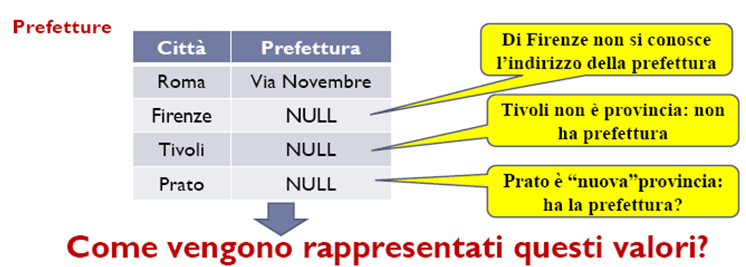 Prefetture
Città Prefettura
Roma Via Novembre
Firenze NULL
Tivoli NULL
Prato NULL
Di Firenze non si conosce
l'indirizzo della prefettura
Tivoli non è provincia: non
ha prefettura
Prato è “nuova”provincia:
ha la prefettura?
Come vengono rappresentati questi valori?